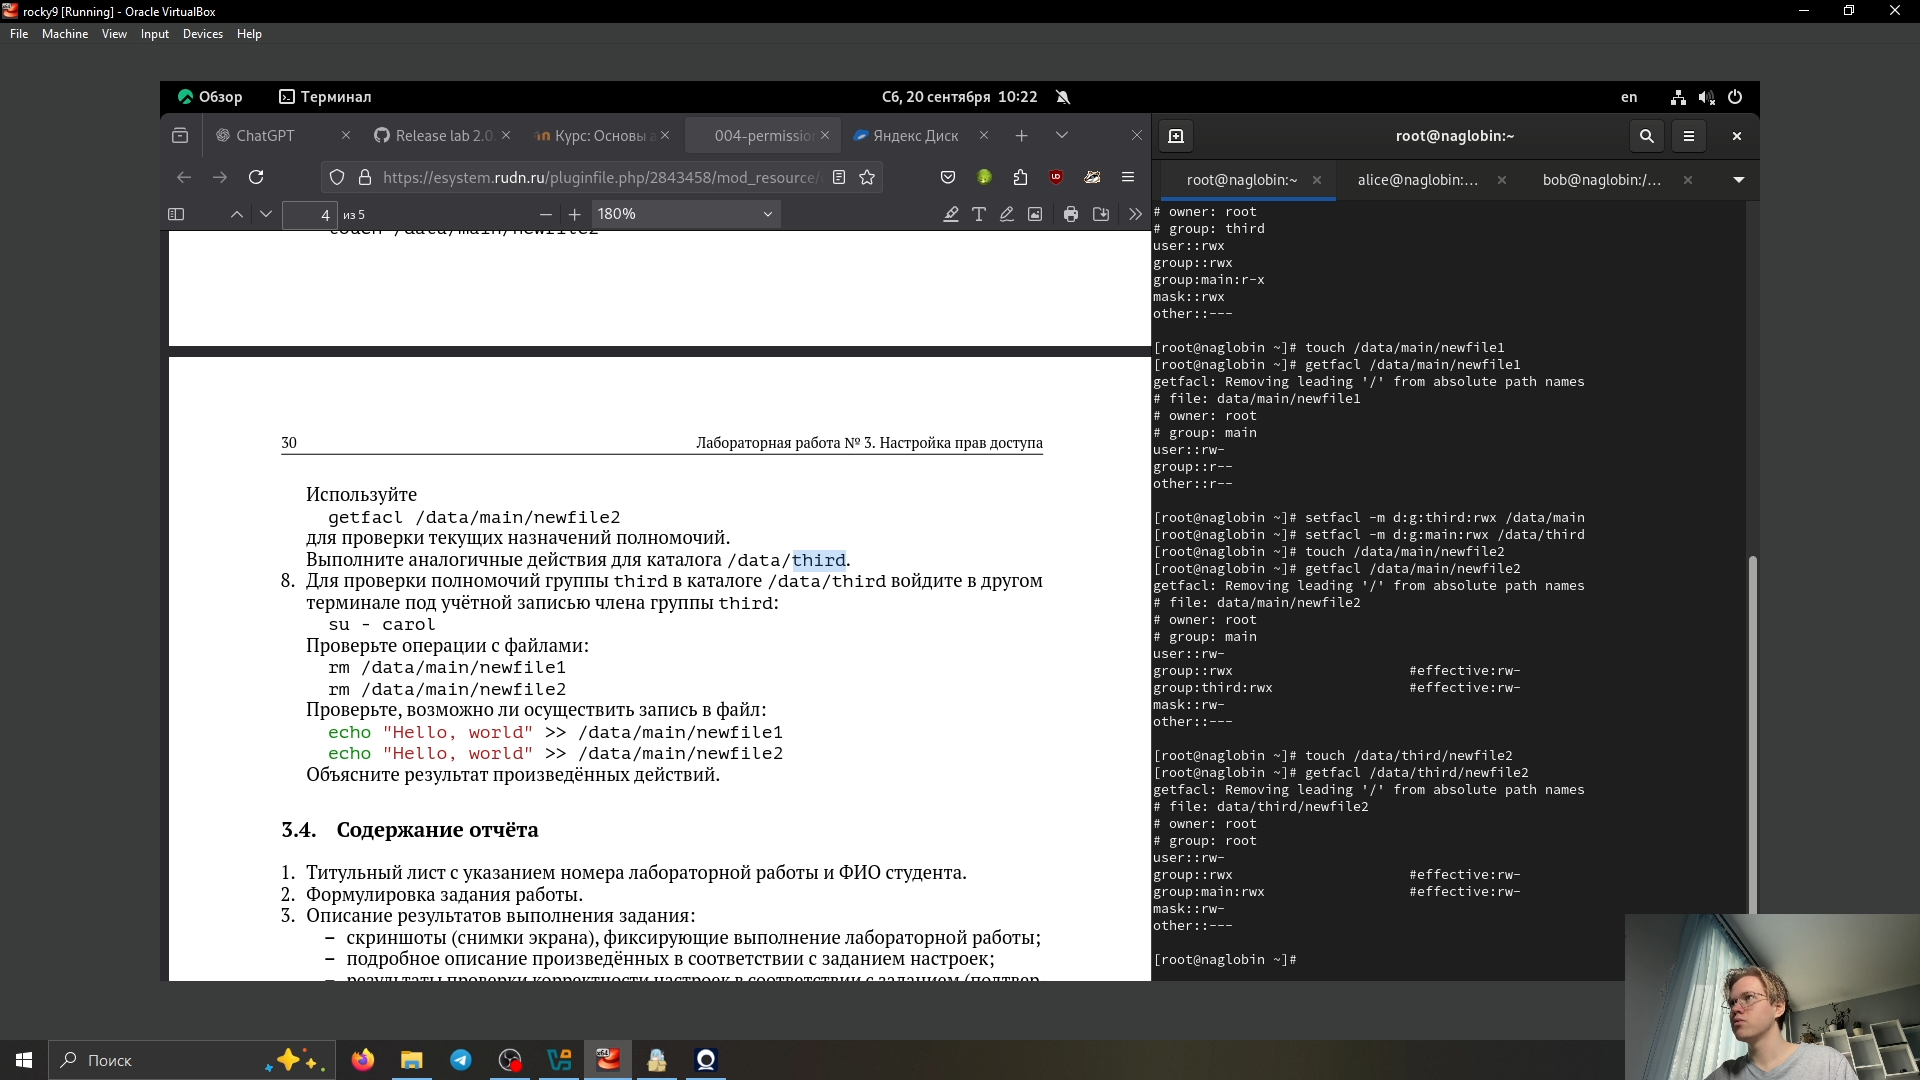 rocky9 [Running] - Oracle VirtualBox
File Machine View Input Devices Help
Обзор Терминал Сб, 20 сентября 10:22 en
ChatGPT Release lab 2.0 Курс: Основы 004-permissio Яндекс Диск
https://esystem.rudn.ru/pluginfile.php/2843458/mod_resource/
4 из 5 180%
30 Лабораторная работа № 3. Настройка прав доступа
Используйте
getfacl /data/main/newfile2
для проверки текущих назначений полномочий.
Выполните аналогичные действия для каталога /data/third.
8. Для проверки полномочий группы third в каталоге /data/third войдите в другом
терминале под учётной записью члена группы third:
su - carol
Проверьте операции с файлами:
rm /data/main/newfile1
rm /data/main/newfile2
Проверьте, возможно ли осуществить запись в файл:
echo "Hello, world" >> /data/main/newfile1
echo "Hello, world" >> /data/main/newfile2
Объясните результат произведённых действий.
3.4. Содержание отчёта
1. Титульный лист с указанием номера лабораторной работы и ФИО студента.
2. Формулировка задания работы.
3. Описание результатов выполнения задания:
– скриншоты (снимки экрана), фиксирующие выполнение лабораторной работы;
– подробное описание произведённых в соответствии с заданием настроек;
root@naglobin:~
root@naglobin:~ alice@naglobin:... bob@naglobin:/...
# owner: root
# group: third
user::rwx
group::rwx
group:main:r-x
mask::rwx
other::---
[root@naglobin ~]# touch /data/main/newfile1
[root@naglobin ~]# getfacl /data/main/newfile1
getfacl: Removing leading '/' from absolute path names
# file: data/main/newfile1
# owner: root
# group: main
user::rw-
group::r--
other::r--
[root@naglobin ~]# setfacl -m d:g:third:rwx /data/main
[root@naglobin ~]# setfacl -m d:g:main:rwx /data/third
[root@naglobin ~]# touch /data/main/newfile2
[root@naglobin ~]# getfacl /data/main/newfile2
getfacl: Removing leading '/' from absolute path names
# file: data/main/newfile2
# owner: root
# group: main
user::rw-
group::rwx #effective:rw-
group:third:rwx #effective:rw-
mask::rw-
other::---
[root@naglobin ~]# touch /data/third/newfile2
[root@naglobin ~]# getfacl /data/third/newfile2
getfacl: Removing leading '/' from absolute path names
# file: data/third/newfile2
# owner: root
# group: root
user::rw-
group::rwx #effective:rw-
group:main:rwx #effective:rw-
mask::rw-
other::---
[root@naglobin ~]#
Поиск